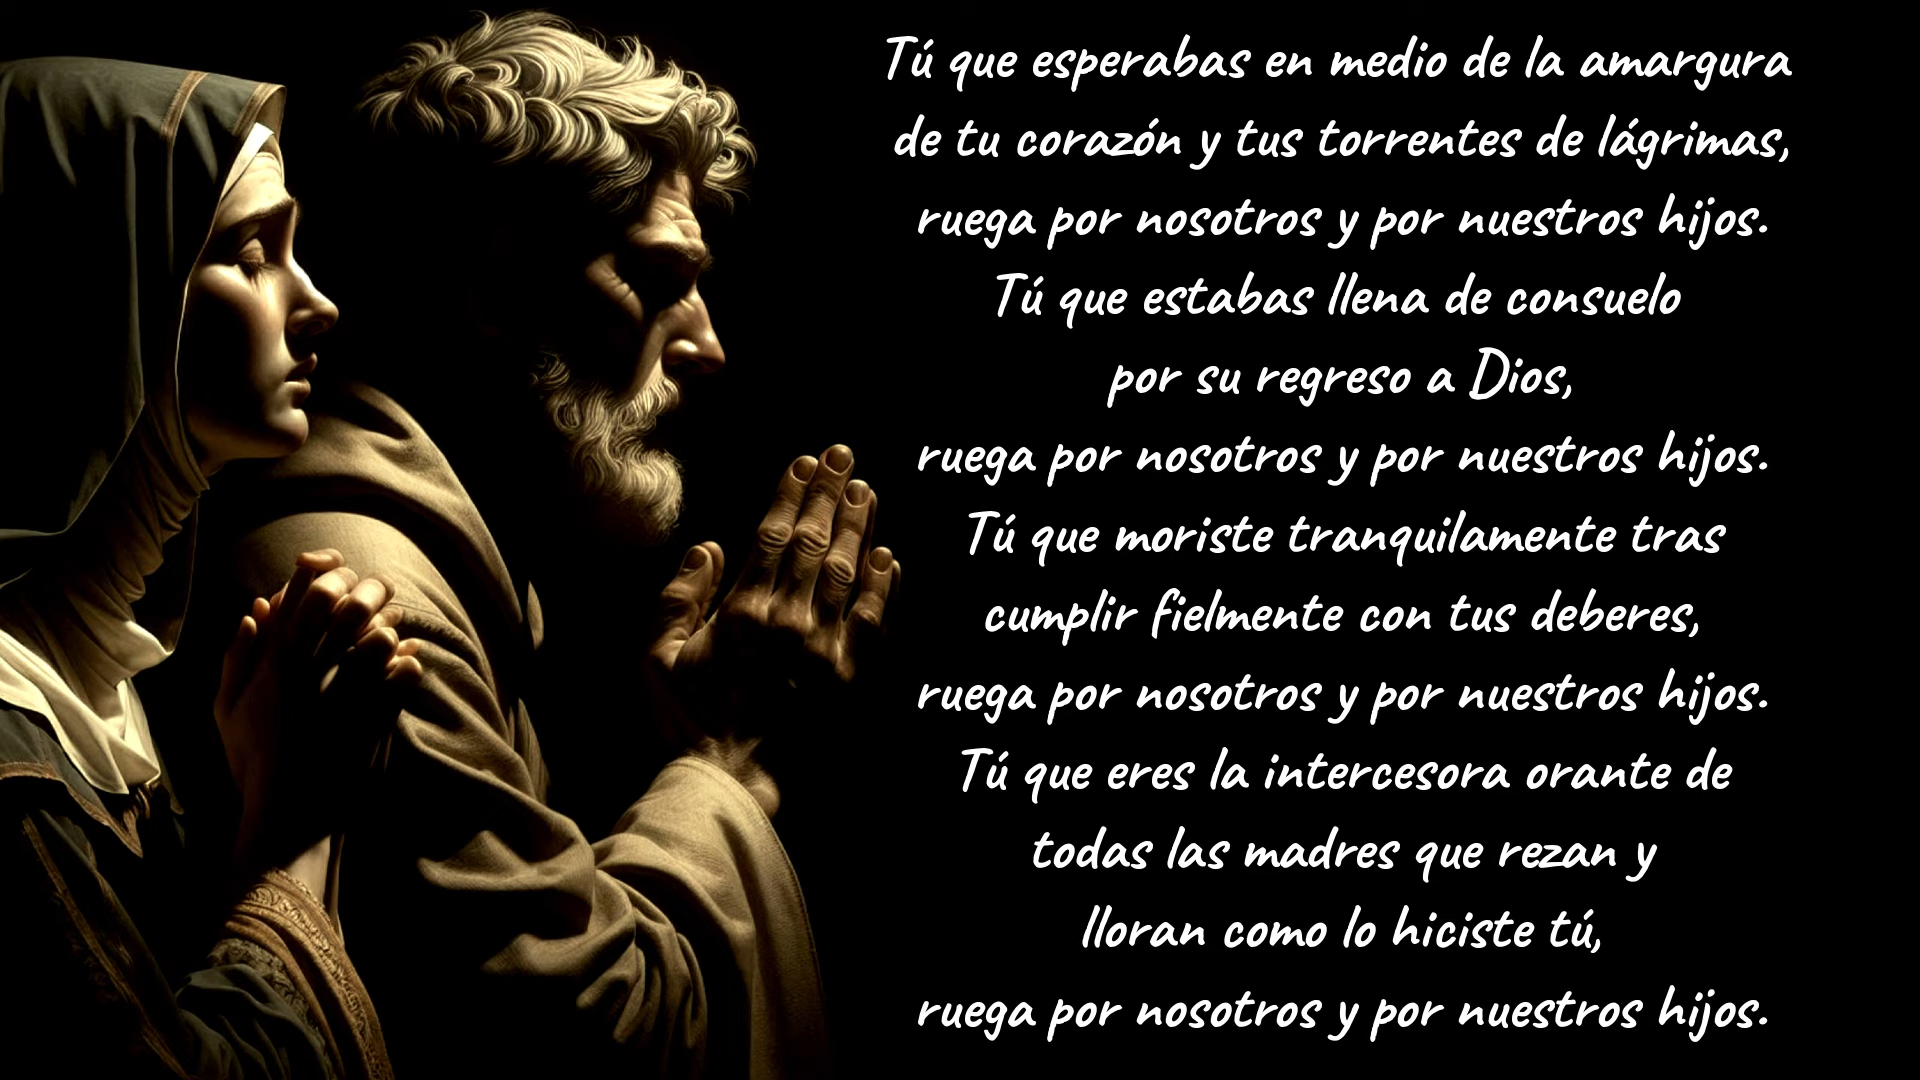 Tú que esperabas en medio de la amargura
de tu corazón y tus torrentes de lágrimas,
ruega por nosotros y por nuestros hijos.
Tú que estabas llena de consuelo
por su regreso a Dios,
ruega por nosotros y por nuestros hijos.
Tú que moriste tranquilamente tras
cumplir fielmente con tus deberes,
ruega por nosotros y por nuestros hijos.
Tú que eres la intercesora orante de
todas las madres que rezan y
lloran como lo hiciste tú,
ruega por nosotros y por nuestros hijos.